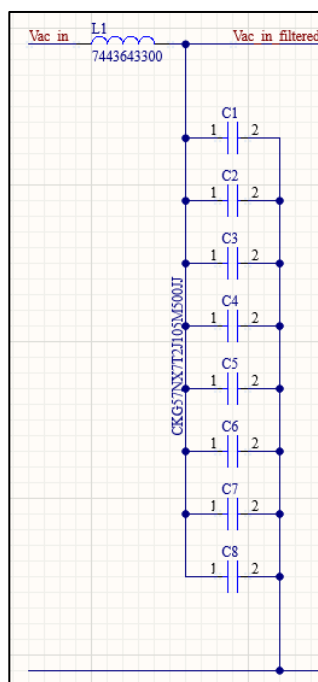 Vac_in
L1
Vac_in_filtered
7443643300
C1
1 2
C2
1 2
C3
1 2
CKG57NX7T2J105M500JJ
C4
1 2
C5
1 2
C6
1 2
C7
1 2
C8
1 2